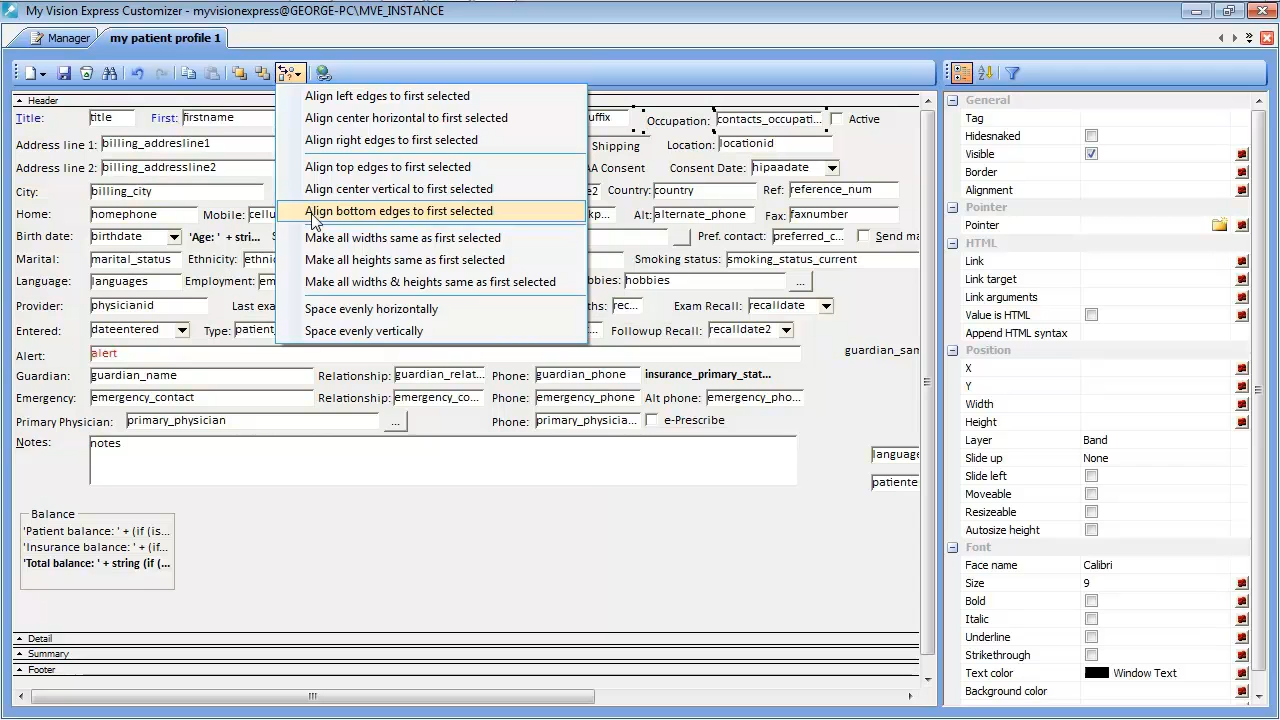 My Vision Express Customizer - myvisionexpress@GEORGE-PC\MVE_INSTANCE
Manager my patient profile 1
Header
Title: title First: firstname uffix Occupation: contacts_occupati... Active
Address line 1: billing_addressline1 Shipping Location: locationid
Address line 2: billing_addressline2 AA Consent Consent Date: hipaadate
City: billing_city e2 Country: country Ref: reference_num
Home: homephone Mobile: cellu kp... Alt: alternate_phone Fax: faxnumber
Birth date: birthdate 'Age: ' + stri... Pref. contact: preferred_c... Send ma
Marital: marital_status Ethnicity: ethnic Smoking status: smoking_status_current
Language: languages Employment: em bbies: hobbies ...
Provider: physicianid Last exa ths: rec... Exam Recall: recalldate
Entered: dateentered Type: patient_ t... Followup Recall: recalldate2
Alert: alert guardian_sam
Guardian: guardian_name Relationship: guardian_relat... Phone: guardian_phone insurance_primary_stat...
Emergency: emergency_contact Relationship: emergency_co... Phone: emergency_phone Alt phone: emergency_pho...
Primary Physician: primary_physician ... Phone: primary_physicia... e-Prescribe
Notes: notes
language
patiente
Balance
'Patient balance: ' + (if (is...
'Insurance balance: ' + (if...
'Total balance: ' + string (if (...
Detail
Summary
Footer
Align left edges to first selected
Align center horizontal to first selected
Align right edges to first selected
Align top edges to first selected
Align center vertical to first selected
Align bottom edges to first selected
Make all widths same as first selected
Make all heights same as first selected
Make all widths & heights same as first selected
Space evenly horizontally
Space evenly vertically
General
Tag
Hidesnaked
Visible
Border
Alignment
Pointer
Pointer
HTML
Link
Link target
Link arguments
Value is HTML
Append HTML syntax
Position
X
Y
Width
Height
Layer Band
Slide up None
Slide left
Moveable
Resizeable
Autosize height
Font
Face name Calibri
Size 9
Bold
Italic
Underline
Strikethrough
Text color Window Text
Background color